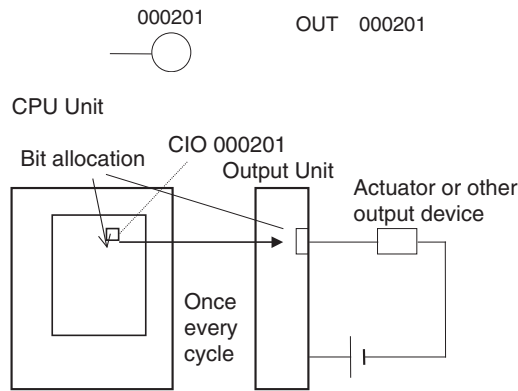 000201
OUT 000201
CPU Unit
CIO 000201
Bit allocation
Output Unit
Actuator or other
output device
Once
every
cycle